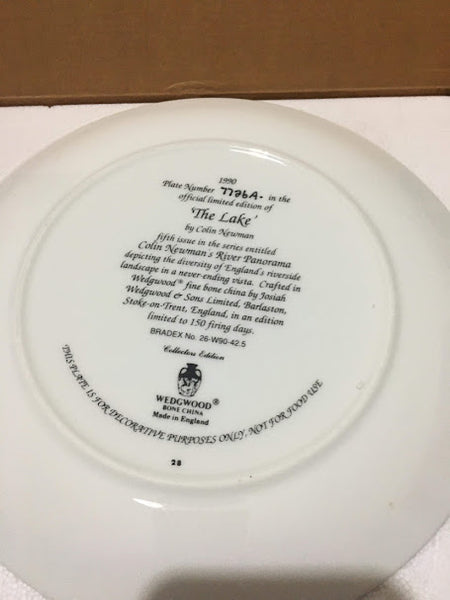 1990
Plate Number 7726A- in the
official limited edition of
'The Lake'
by Colin Newman
fifth issue in the series entitled
Colin Newman's River Panorama
depicting the diversity of England's riverside
landscape in a never-ending vista. Crafted in
Wedgwood® fine bone china by Josiah
Wedgwood & Sons Limited, Barlaston,
Stoke-on-Trent, England, in an edition
limited to 150 firing days.
BRADEX No. 26-W90-42.5
Collectors Edition
WEDGWOOD®
BONE CHINA
Made in England
THIS PLATE IS FOR DECORATIVE PURPOSES ONLY, NOT FOR FOOD USE
28